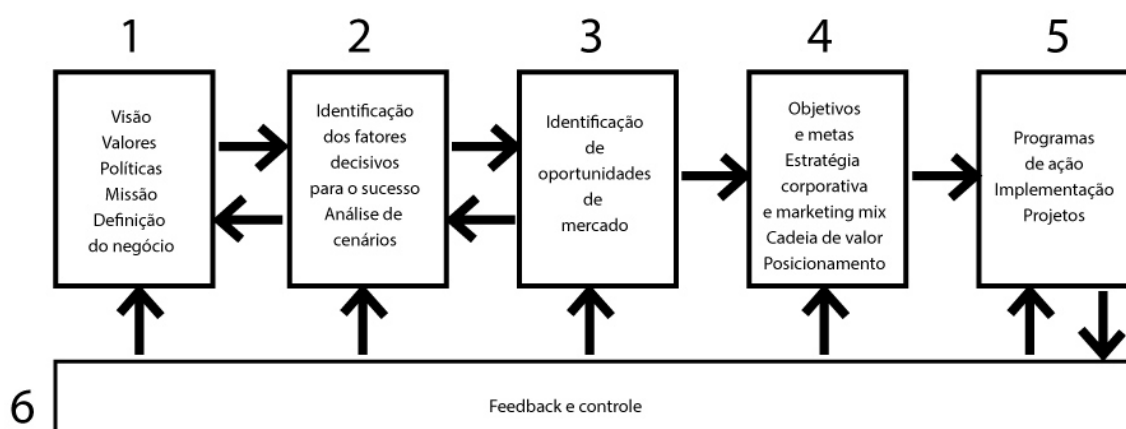 1
Visão
Valores
Políticas
Missão
Definição
do negócio
2
Identificação
dos fatores
decisivos
para o sucesso
Análise de
cenários
3
Identificação
de
oportunidades
de
mercado
4
Objetivos
e metas
Estratégia
corporativa
e marketing mix
Cadeia de valor
Posicionamento
5
Programas
de ação
Implementação
Projetos
6
Feedback e controle